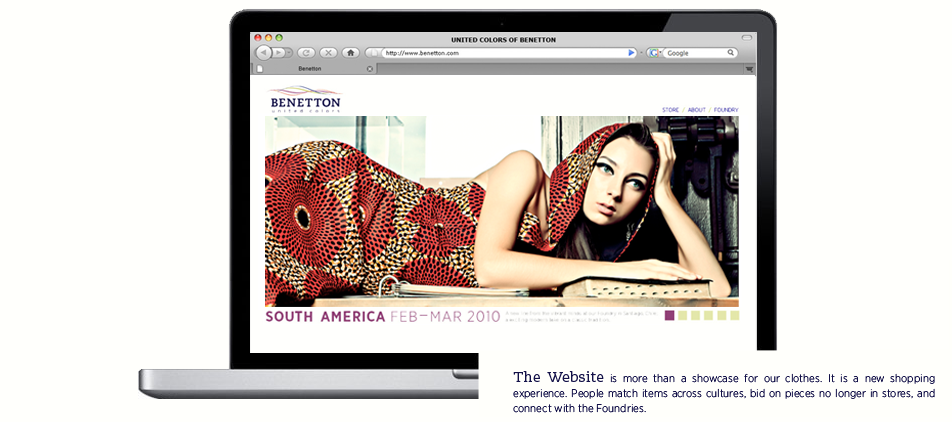 UNITED COLORS OF BENETTON
http://www.benetton.com
Google
Benetton
BENETTON
united colors
STORE / ABOUT / FOUNDRY
SOUTH AMERICA FEB–MAR 2010
The Website is more than a showcase for our clothes. It is a new shopping
experience. People match items across cultures, bid on pieces no longer in stores, and
connect with the Foundries.